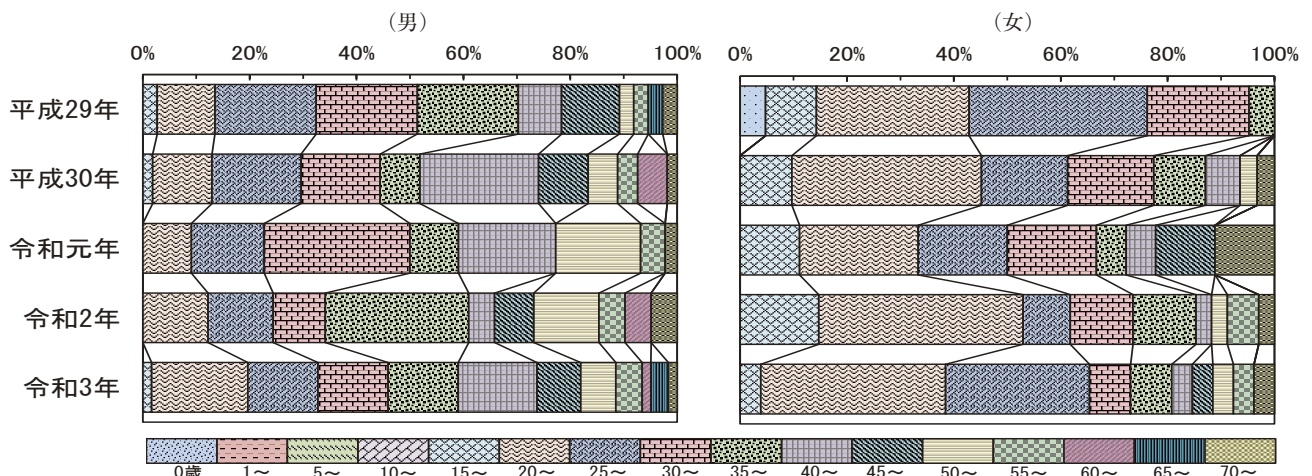 （男）
（女）
0% 20% 40% 60% 80% 100%
0% 20% 40% 60% 80% 100%
平成29年
平成30年
令和元年
令和2年
令和3年
0歳 1～ 5～ 10～ 15～ 20～ 25～ 30～ 35～ 40～ 45～ 50～ 55～ 60～ 65～ 70～